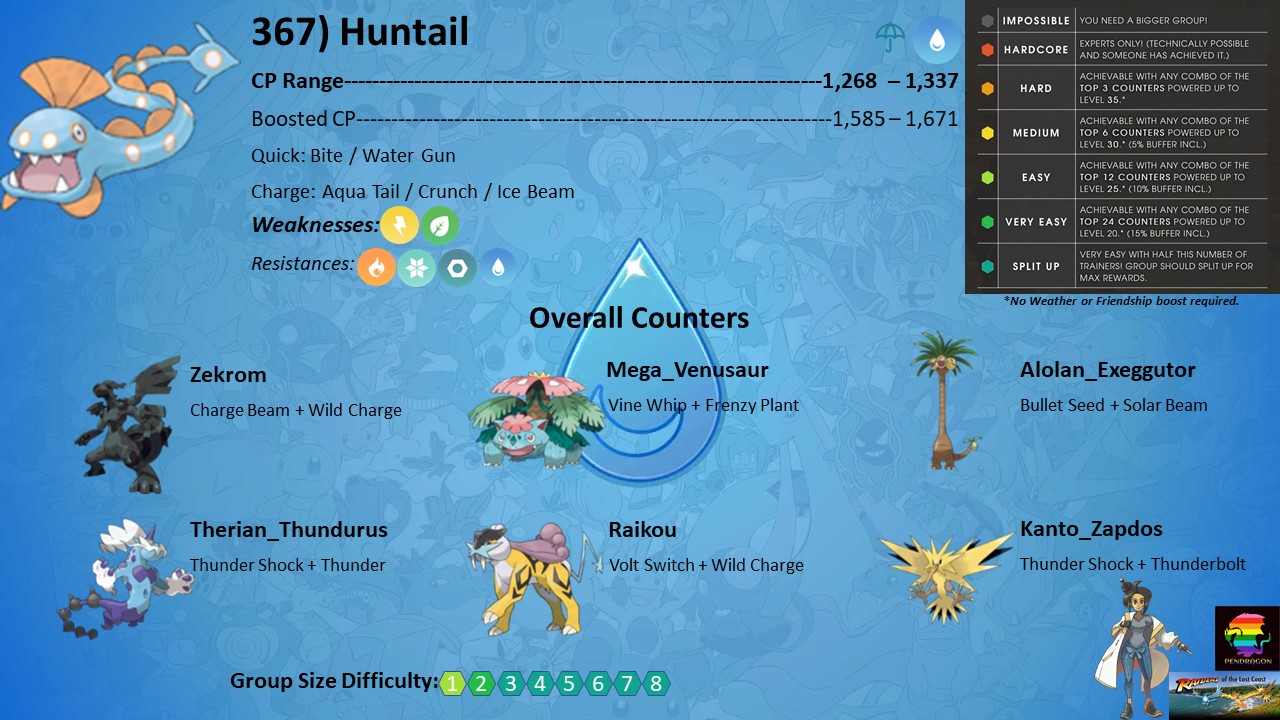 367) Huntail
CP Range----------------------------------------------------------------------1,268 – 1,337
Boosted CP----------------------------------------------------------------------1,585 – 1,671
Quick: Bite / Water Gun
Charge: Aqua Tail / Crunch / Ice Beam
Weaknesses:
Resistances:
IMPOSSIBLE YOU NEED A BIGGER GROUP!
HARDCORE EXPERTS ONLY! (TECHNICALLY POSSIBLE
AND SOMEONE HAS ACHIEVED IT.)
HARD ACHIEVABLE WITH ANY COMBO OF THE
TOP 3 COUNTERS POWERED UP TO
LEVEL 35.*
MEDIUM ACHIEVABLE WITH ANY COMBO OF THE
TOP 6 COUNTERS POWERED UP TO
LEVEL 30.* (5% BUFFER INCL.)
EASY ACHIEVABLE WITH ANY COMBO OF THE
TOP 12 COUNTERS POWERED UP TO
LEVEL 25.* (10% BUFFER INCL.)
VERY EASY ACHIEVABLE WITH ANY COMBO OF THE
TOP 24 COUNTERS POWERED UP TO
LEVEL 20.* (15% BUFFER INCL.)
SPLIT UP VERY EASY WITH HALF THIS NUMBER OF
TRAINERS! GROUP SHOULD SPLIT UP FOR
MAX REWARDS.
*No Weather or Friendship boost required.
Overall Counters
Zekrom
Charge Beam + Wild Charge
Mega_Venusaur
Vine Whip + Frenzy Plant
Alolan_Exeggutor
Bullet Seed + Solar Beam
Therian_Thundurus
Thunder Shock + Thunder
Raikou
Volt Switch + Wild Charge
Kanto_Zapdos
Thunder Shock + Thunderbolt
PENDRAGON
RAIDERS of the Lost Coast
Group Size Difficulty: 1 2 3 4 5 6 7 8